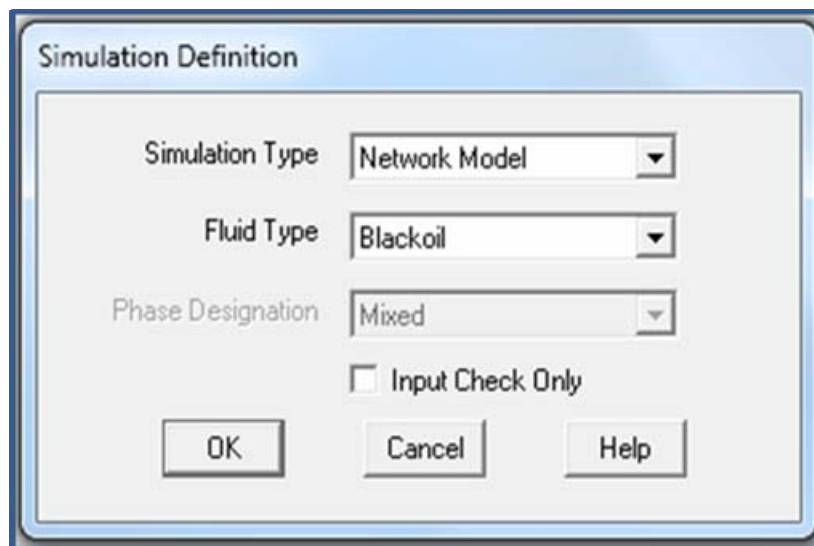 Simulation Definition
Simulation Type Network Model
Fluid Type Blackoil
Phase Designation Mixed
Input Check Only
OK Cancel Help